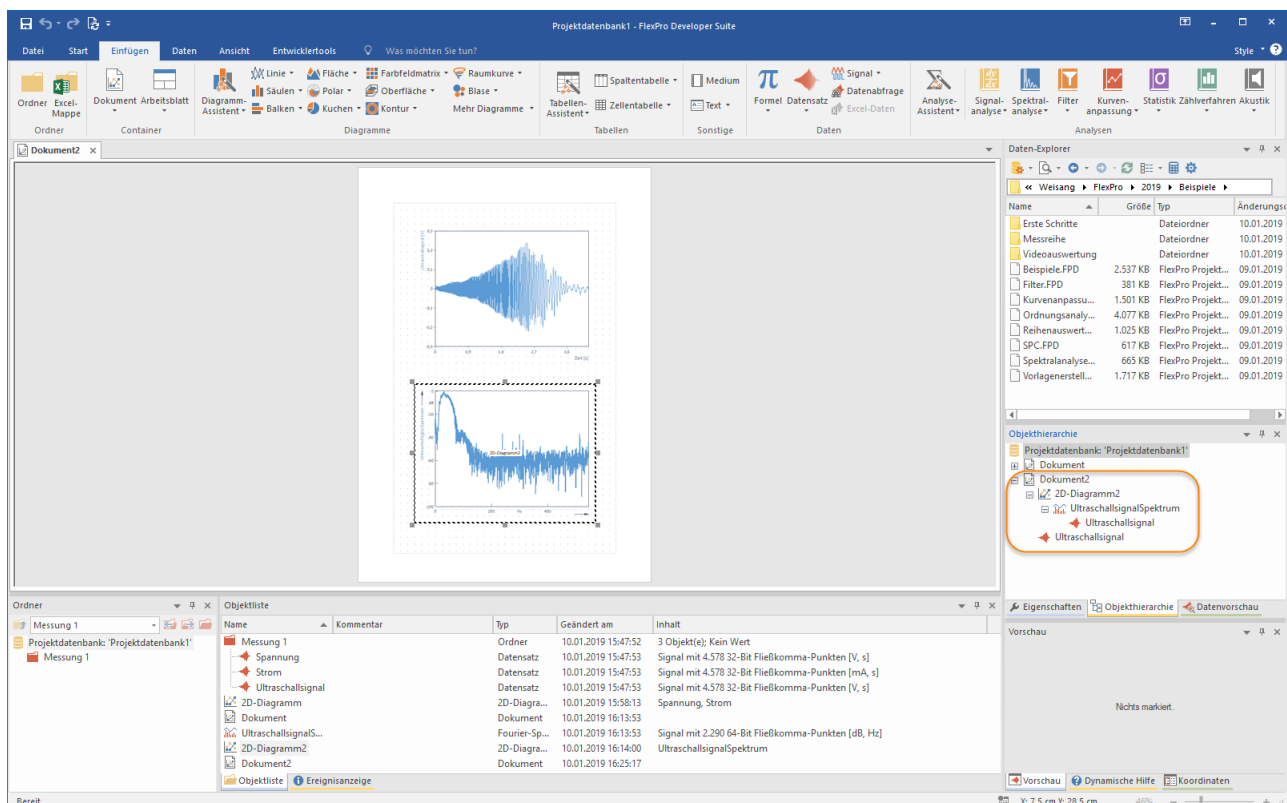 Projektdatenbank1 - FlexPro Developer Suite
Datei Start Einfügen Daten Ansicht Entwicklertools Was möchten Sie tun? Style
Linie Fläche Farbfeldmatrix Raumkurve Spaltentabelle Medium Signal
Säulen Polar Oberfläche Blase Datenabfrage
Ordner Excel-Mappe Dokument Arbeitsblatt Diagramm-Assistent Balken Kuchen Kontur Mehr Diagramme Tabellen-Assistent Zellentabelle Text Formel Datensatz Excel-Daten Analyse-Assistent Signal-analyse Spektral-analyse Filter Kurven-anpassung Statistik Zählverfahren Akustik
Ordner Container Diagramme Tabellen Sonstige Daten Analysen
Dokument2
2D-Diagramm2
Zeit [s]
Daten-Explorer
« Weisang FlexPro 2019 Beispiele
Name Größe Typ Änderungsd
Erste Schritte Dateiordner 10.01.2019
Messreihe Dateiordner 10.01.2019
Videoauswertung Dateiordner 10.01.2019
Beispiele.FPD 2.537 KB FlexPro Projekt... 09.01.2019
Filter.FPD 381 KB FlexPro Projekt... 09.01.2019
Kurvenanpassu... 1.501 KB FlexPro Projekt... 09.01.2019
Ordnungsanaly... 4.077 KB FlexPro Projekt... 09.01.2019
Reihenauswert... 1.025 KB FlexPro Projekt... 09.01.2019
SPC.FPD 617 KB FlexPro Projekt... 09.01.2019
Spektralanalyse... 665 KB FlexPro Projekt... 09.01.2019
Vorlagenerstell... 1.717 KB FlexPro Projekt... 09.01.2019
Objekthierarchie
Projektdatenbank: 'Projektdatenbank1'
Dokument
Dokument2
2D-Diagramm2
UltraschallsignalSpektrum
Ultraschallsignal
Ultraschallsignal
Eigenschaften Objekthierarchie Datenvorschau
Ordner
Messung 1
Projektdatenbank: 'Projektdatenbank1'
Messung 1
Objektliste
Name Kommentar Typ Geändert am Inhalt
Messung 1 Ordner 10.01.2019 15:47:52 3 Objekt(e); Kein Wert
Spannung Datensatz 10.01.2019 15:47:53 Signal mit 4.578 32-Bit Fließkomma-Punkten [V, s]
Strom Datensatz 10.01.2019 15:47:53 Signal mit 4.578 32-Bit Fließkomma-Punkten [mA, s]
Ultraschallsignal Datensatz 10.01.2019 15:47:53 Signal mit 4.578 32-Bit Fließkomma-Punkten [V, s]
2D-Diagramm 2D-Diagra... 10.01.2019 15:58:13 Spannung, Strom
Dokument Dokument 10.01.2019 16:13:53
UltraschallsignalS... Fourier-Sp... 10.01.2019 16:13:53 Signal mit 2.290 64-Bit Fließkomma-Punkten [dB, Hz]
2D-Diagramm2 2D-Diagra... 10.01.2019 16:14:00 UltraschallsignalSpektrum
Dokument2 Dokument 10.01.2019 16:25:17
Objektliste Ereignisanzeige
Vorschau
Nichts markiert.
Vorschau Dynamische Hilfe Koordinaten
Bereit X: 7,5 cm Y: 28,5 cm 46%